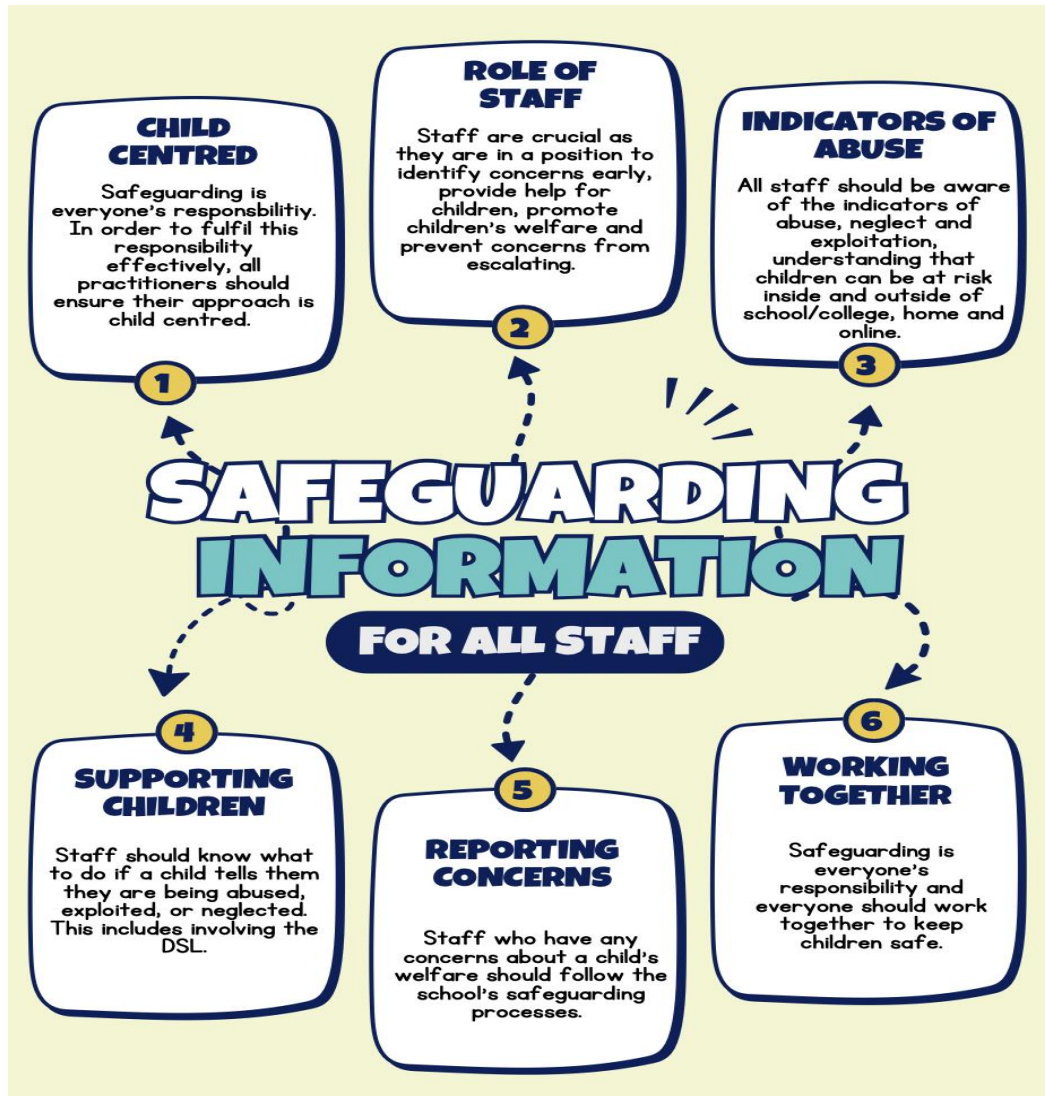 CHILD
CENTRED
Safeguarding is
everyone's responsbilitiy.
In order to fulfil this
responsibility
effectively, all
practitioners should
ensure their approach is
child centred.
1
ROLE OF
STAFF
Staff are crucial as
they are in a position to
identify concerns early,
provide help for
children, promote
children's welfare and
prevent concerns from
escalating.
2
INDICATORS OF
ABUSE
All staff should be aware
of the indicators of
abuse, neglect and
exploitation,
understanding that
children can be at risk
inside and outside of
school/college, home and
online.
3
SAFEGUARDING
INFORMATION
FOR ALL STAFF
4
SUPPORTING
CHILDREN
Staff should know what
to do if a child tells them
they are being abused,
exploited, or neglected.
This includes involving the
DSL.
5
REPORTING
CONCERNS
Staff who have any
concerns about a child's
welfare should follow the
school's safeguarding
processes.
6
WORKING
TOGETHER
Safeguarding is
everyone's
responsibility and
everyone should work
together to keep
children safe.